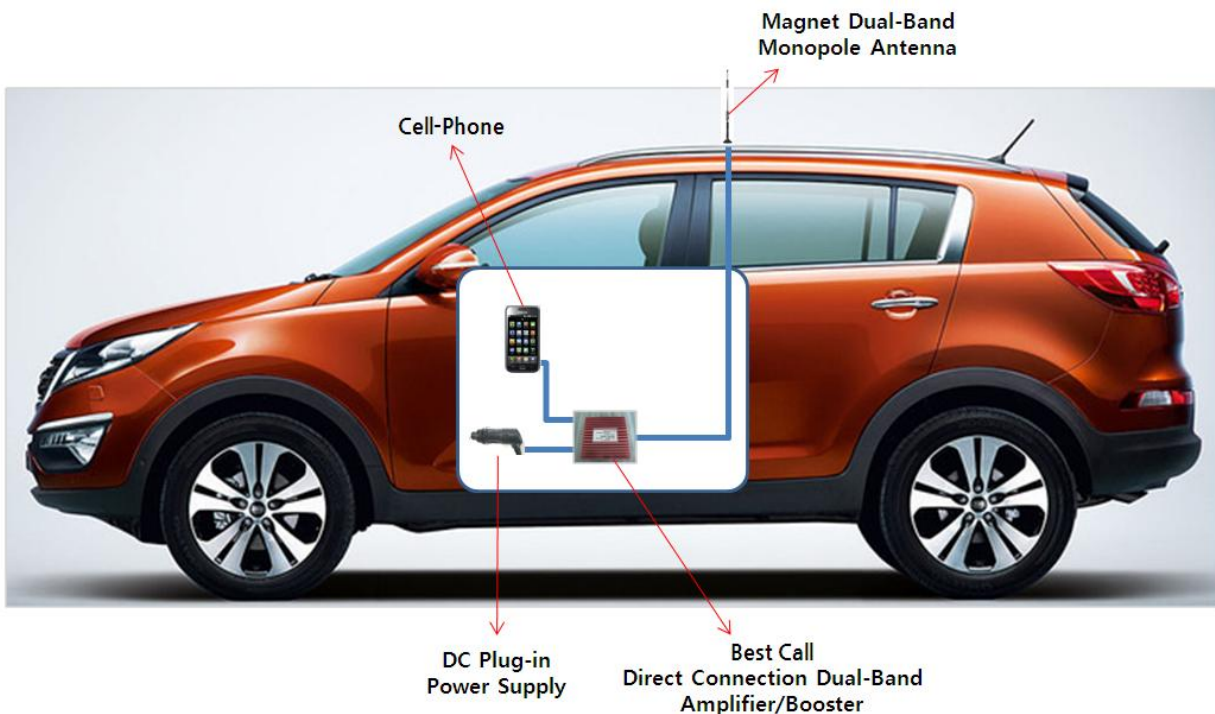 Magnet Dual-Band
Monopole Antenna
Cell-Phone
DC Plug-in
Power Supply
Best Call
Direct Connection Dual-Band
Amplifier/Booster